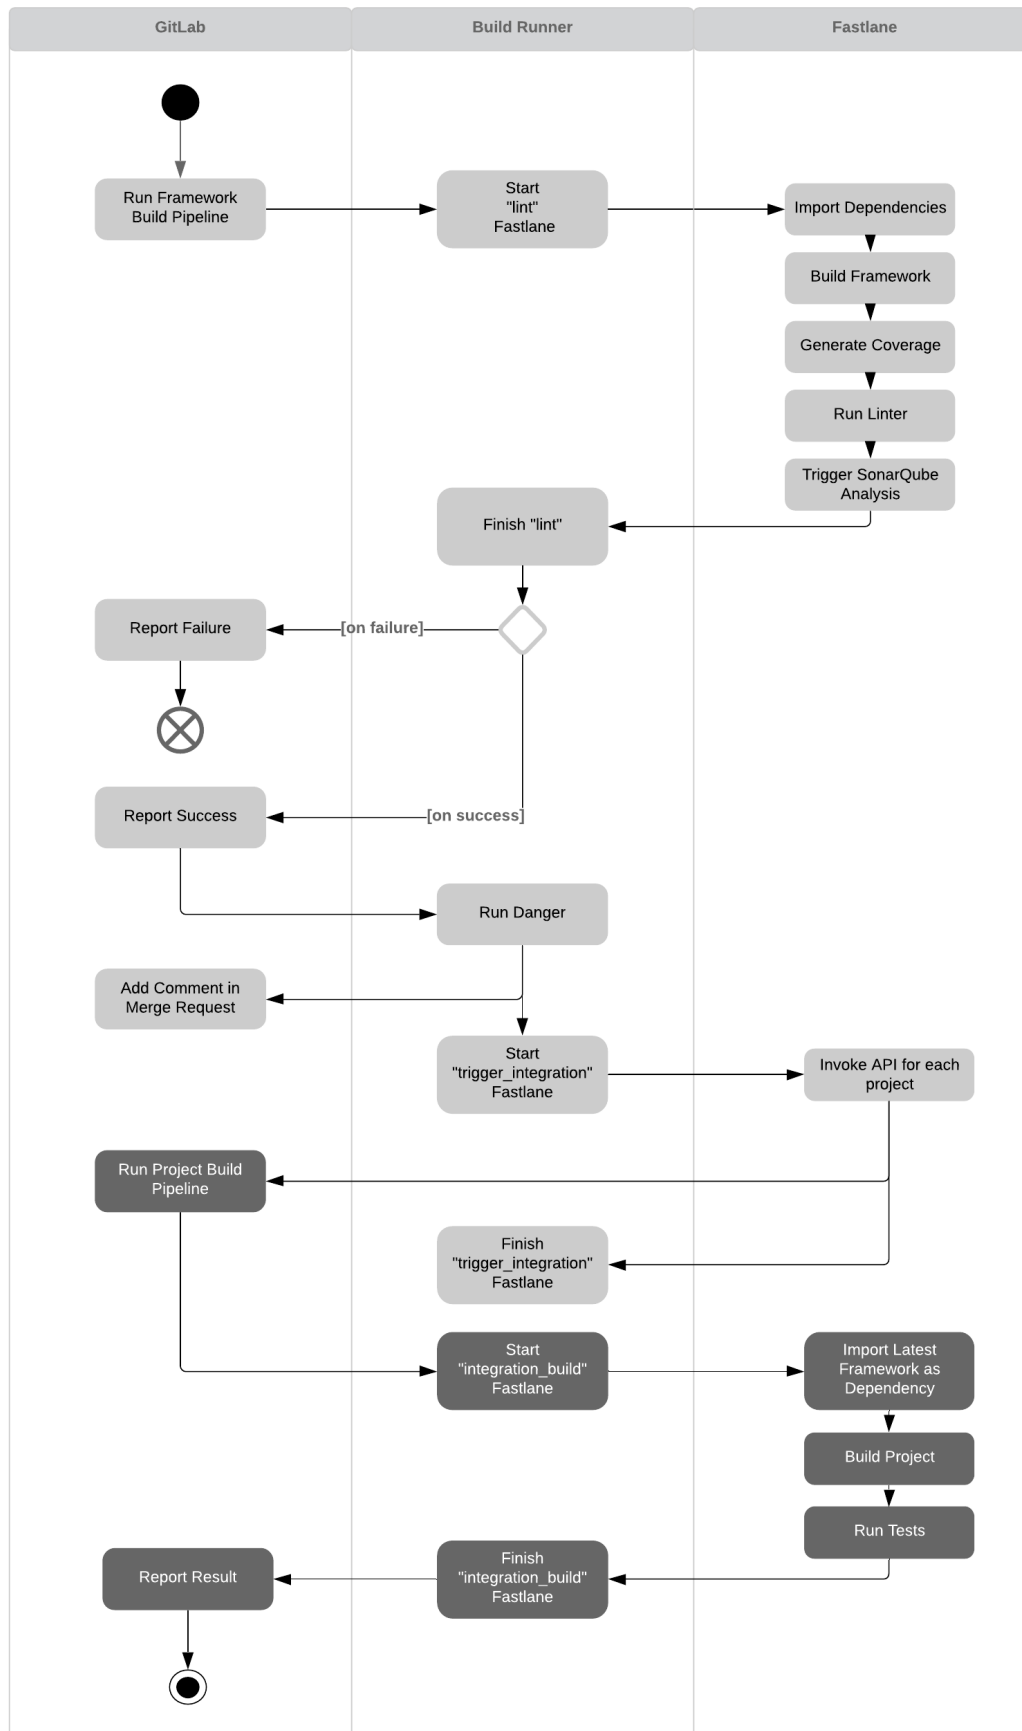 GitLab
Build Runner
Fastlane
Run Framework
Build Pipeline
Start
"lint"
Fastlane
Import Dependencies
Build Framework
Generate Coverage
Run Linter
Trigger SonarQube
Analysis
Finish "lint"
[on failure]
Report Failure
[on success]
Report Success
Run Danger
Add Comment in
Merge Request
Start
"trigger_integration"
Fastlane
Invoke API for each
project
Run Project Build
Pipeline
Finish
"trigger_integration"
Fastlane
Start
"integration_build"
Fastlane
Import Latest
Framework as
Dependency
Build Project
Run Tests
Finish
"integration_build"
Fastlane
Report Result